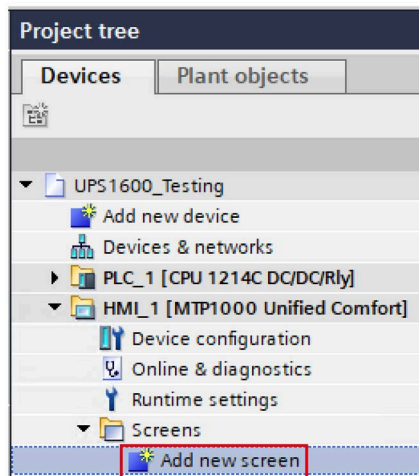 Project tree
Devices Plant objects
UPS1600_Testing
Add new device
Devices & networks
PLC_1 [CPU 1214C DC/DC/Rly]
HMI_1 [MTP1000 Unified Comfort]
Device configuration
Online & diagnostics
Runtime settings
Screens
Add new screen